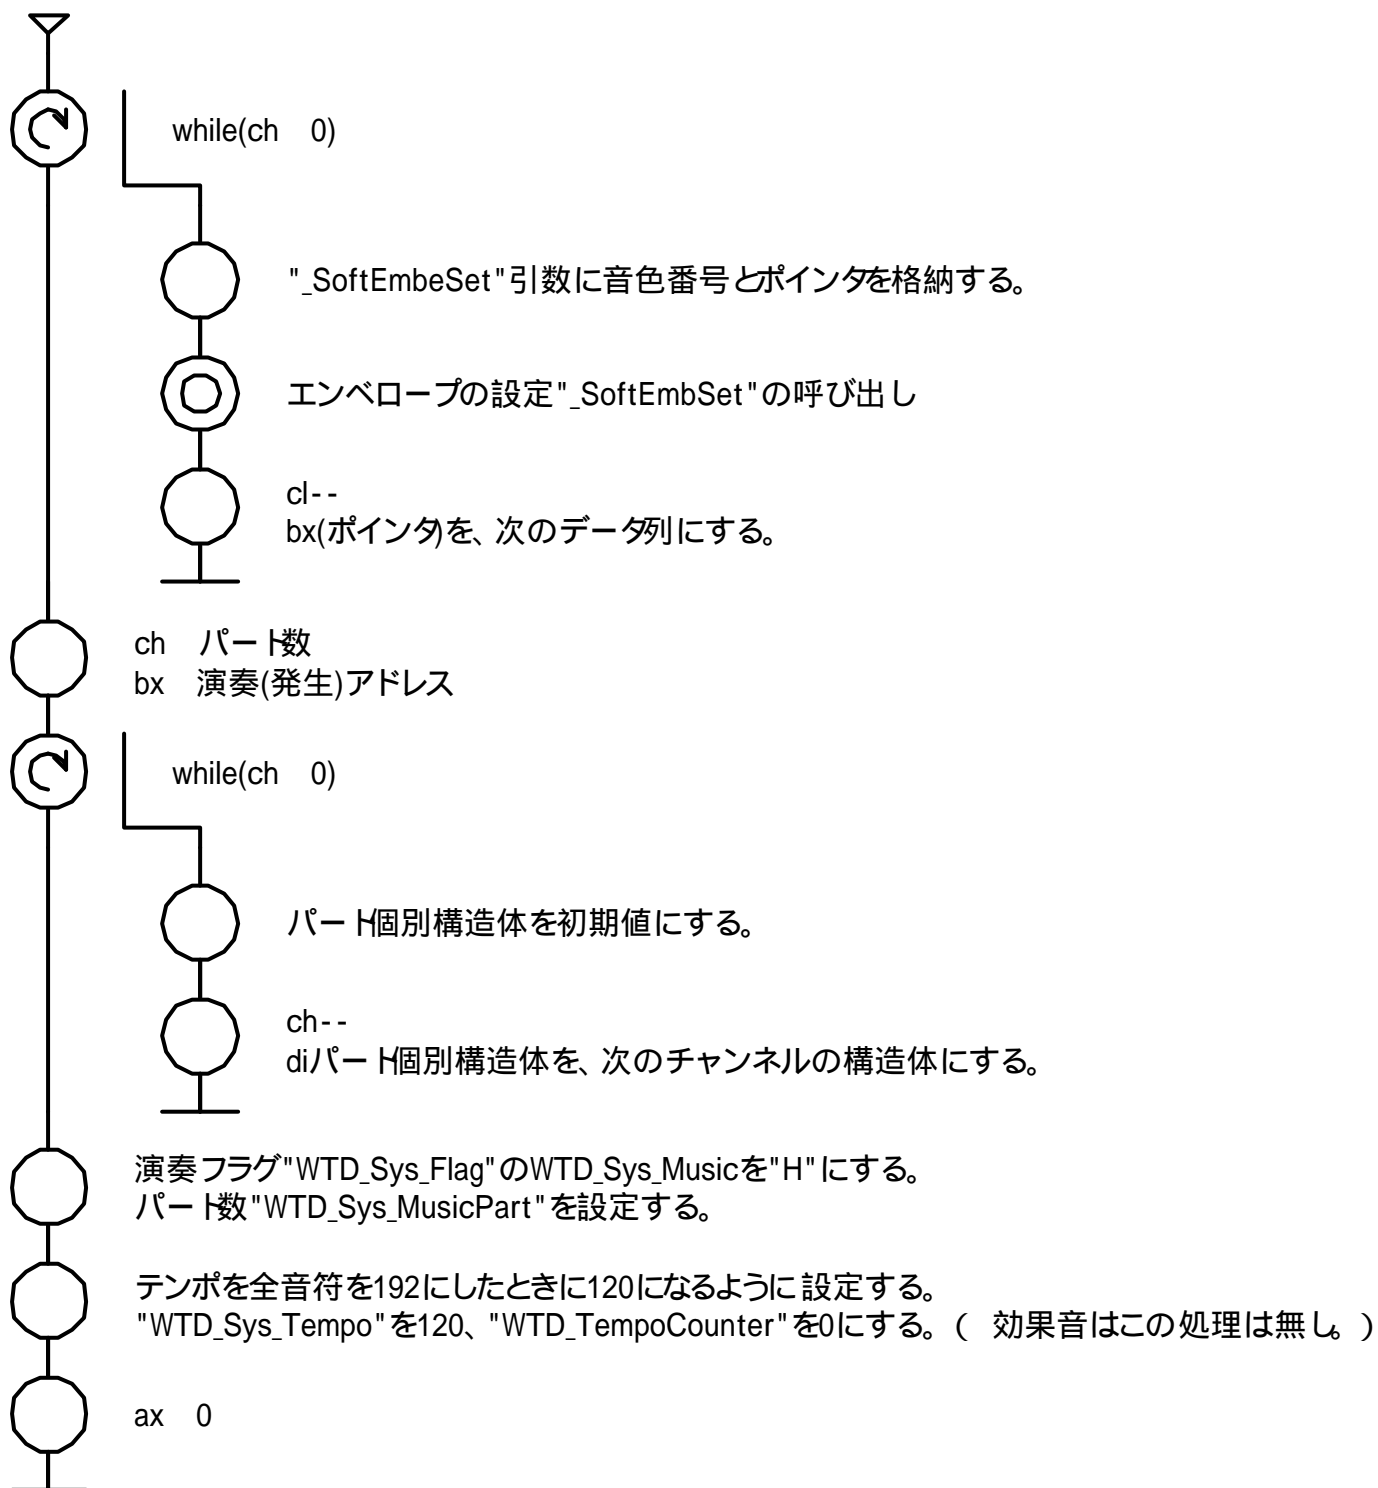 while(ch 0)
"_SoftEmbeSet"引数に音色番号とポインタを格納する。
エンベロープの設定"_SoftEmbSet"の呼び出し
cl--
bx(ポインタ)を、次のデータ列にする。
ch パート数
bx 演奏(発生)アドレス
while(ch 0)
パート個別構造体を初期値にする。
ch--
diパート個別構造体を、次のチャンネルの構造体にする。
演奏フラグ"WTD_Sys_Flag"のWTD_Sys_Musicを"H"にする。
パート数"WTD_Sys_MusicPart"を設定する。
テンポを全音符を192にしたときに120になるように設定する。
"WTD_Sys_Tempo"を120、"WTD_TempoCounter"を0にする。( 効果音はこの処理は無し。)
ax 0